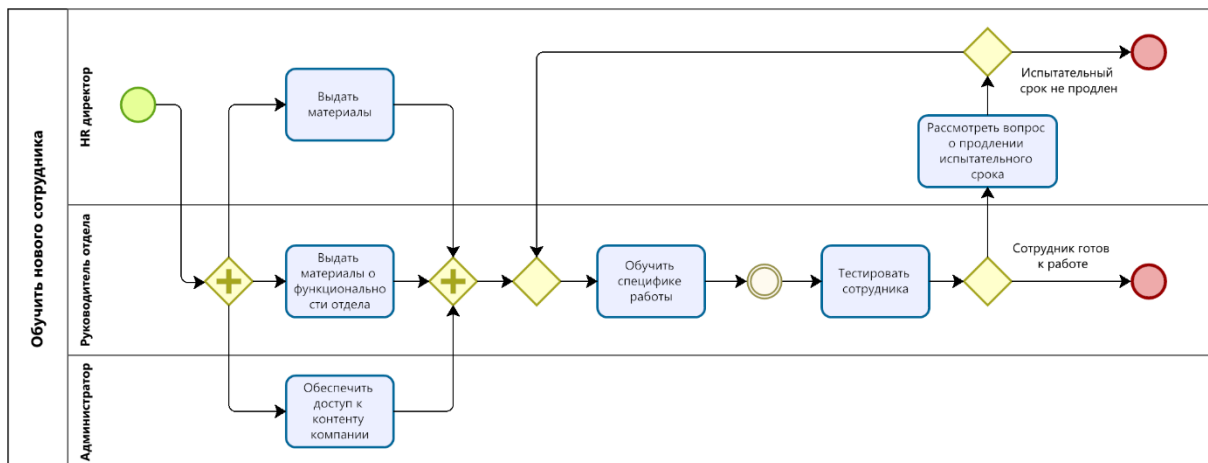 Обучить нового сотрудника
HR директор
Выдать
материалы
Испытательный
срок не продлен
Рассмотреть вопрос
о продлении
испытательного
срока
Руководитель отдела
Выдать
материалы о
функционально
сти отдела
Обучить
специфике
работы
Тестировать
сотрудника
Сотрудник готов
к работе
Администратор
Обеспечить
доступ к
контенту
компании